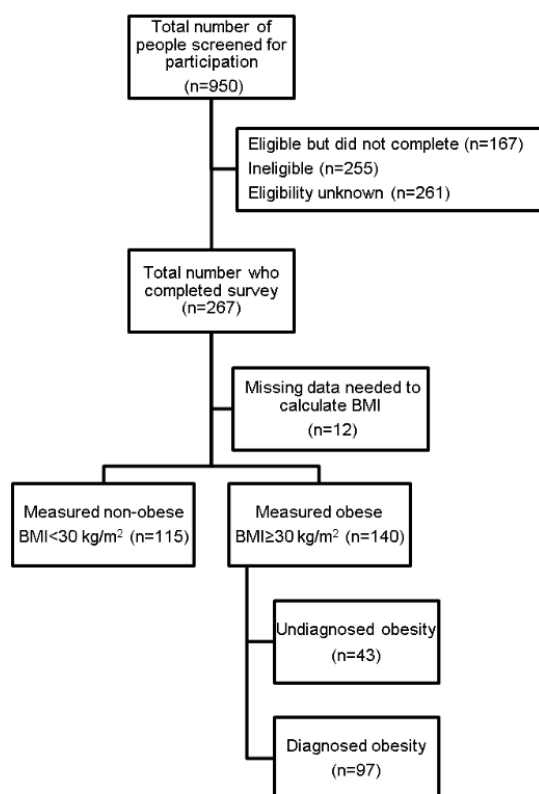 Total number of
people screened for
participation
(n=950)
Eligible but did not complete (n=167)
Ineligible (n=255)
Eligibility unknown (n=261)
Total number who
completed survey
(n=267)
Missing data needed to
calculate BMI
(n=12)
Measured non-obese
BMI<30 kg/m² (n=115)
Measured obese
BMI≥30 kg/m² (n=140)
Undiagnosed obesity
(n=43)
Diagnosed obesity
(n=97)